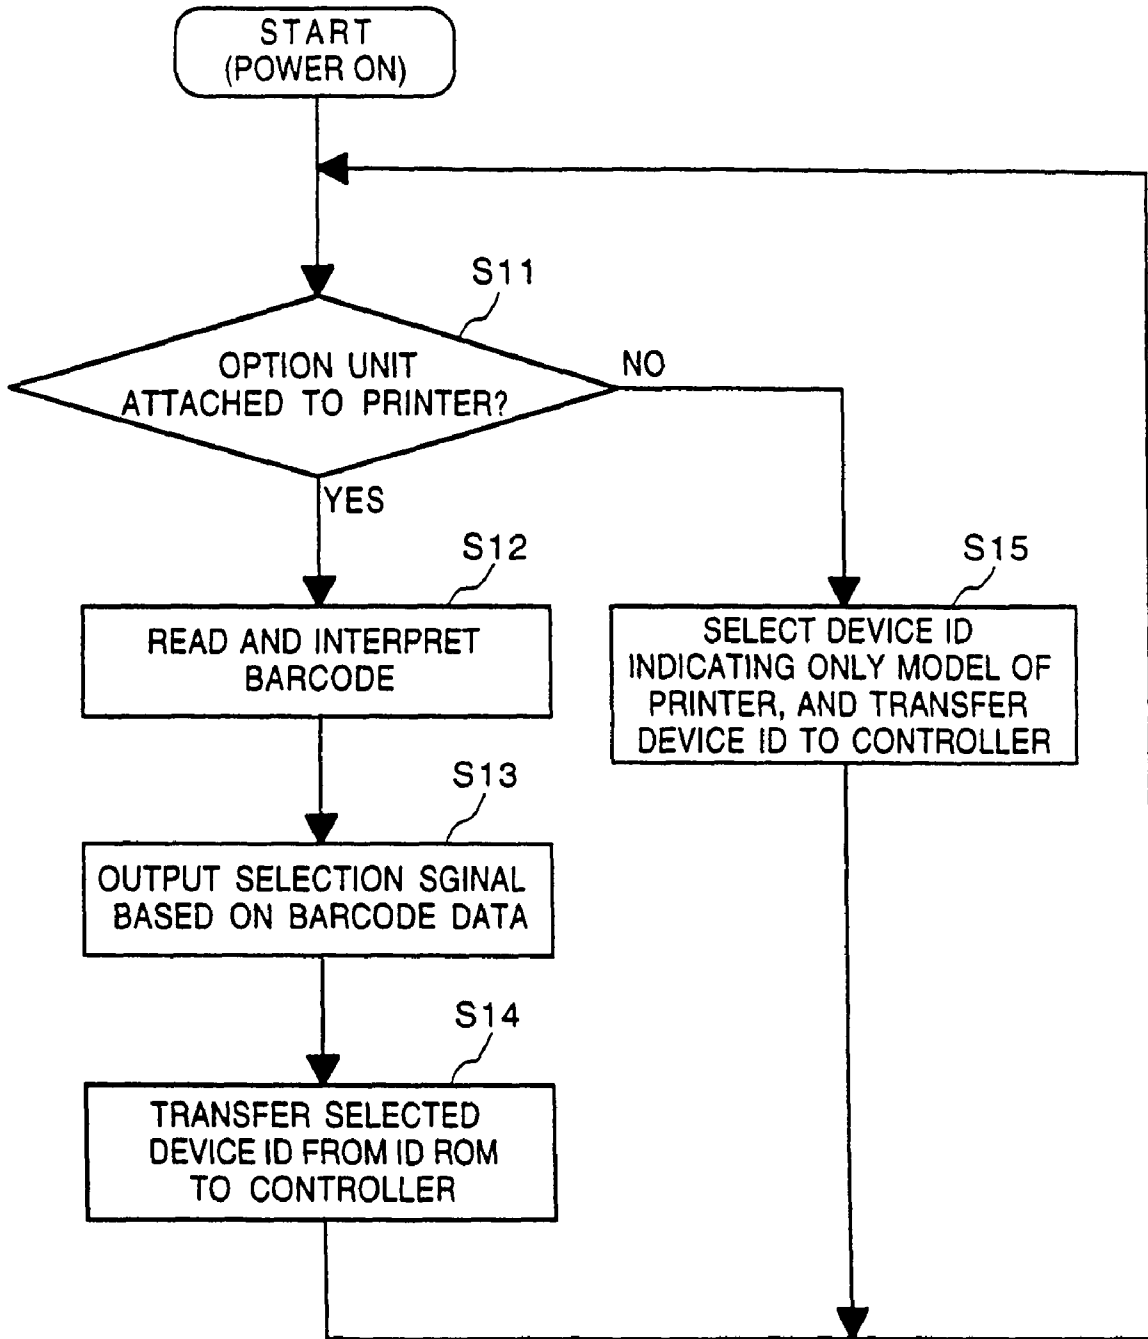 START
(POWER ON)
S11
OPTION UNIT
ATTACHED TO PRINTER?
NO
YES
S12
READ AND INTERPRET
BARCODE
S15
SELECT DEVICE ID
INDICATING ONLY MODEL OF
PRINTER, AND TRANSFER
DEVICE ID TO CONTROLLER
S13
OUTPUT SELECTION SGINAL
BASED ON BARCODE DATA
S14
TRANSFER SELECTED
DEVICE ID FROM ID ROM
TO CONTROLLER